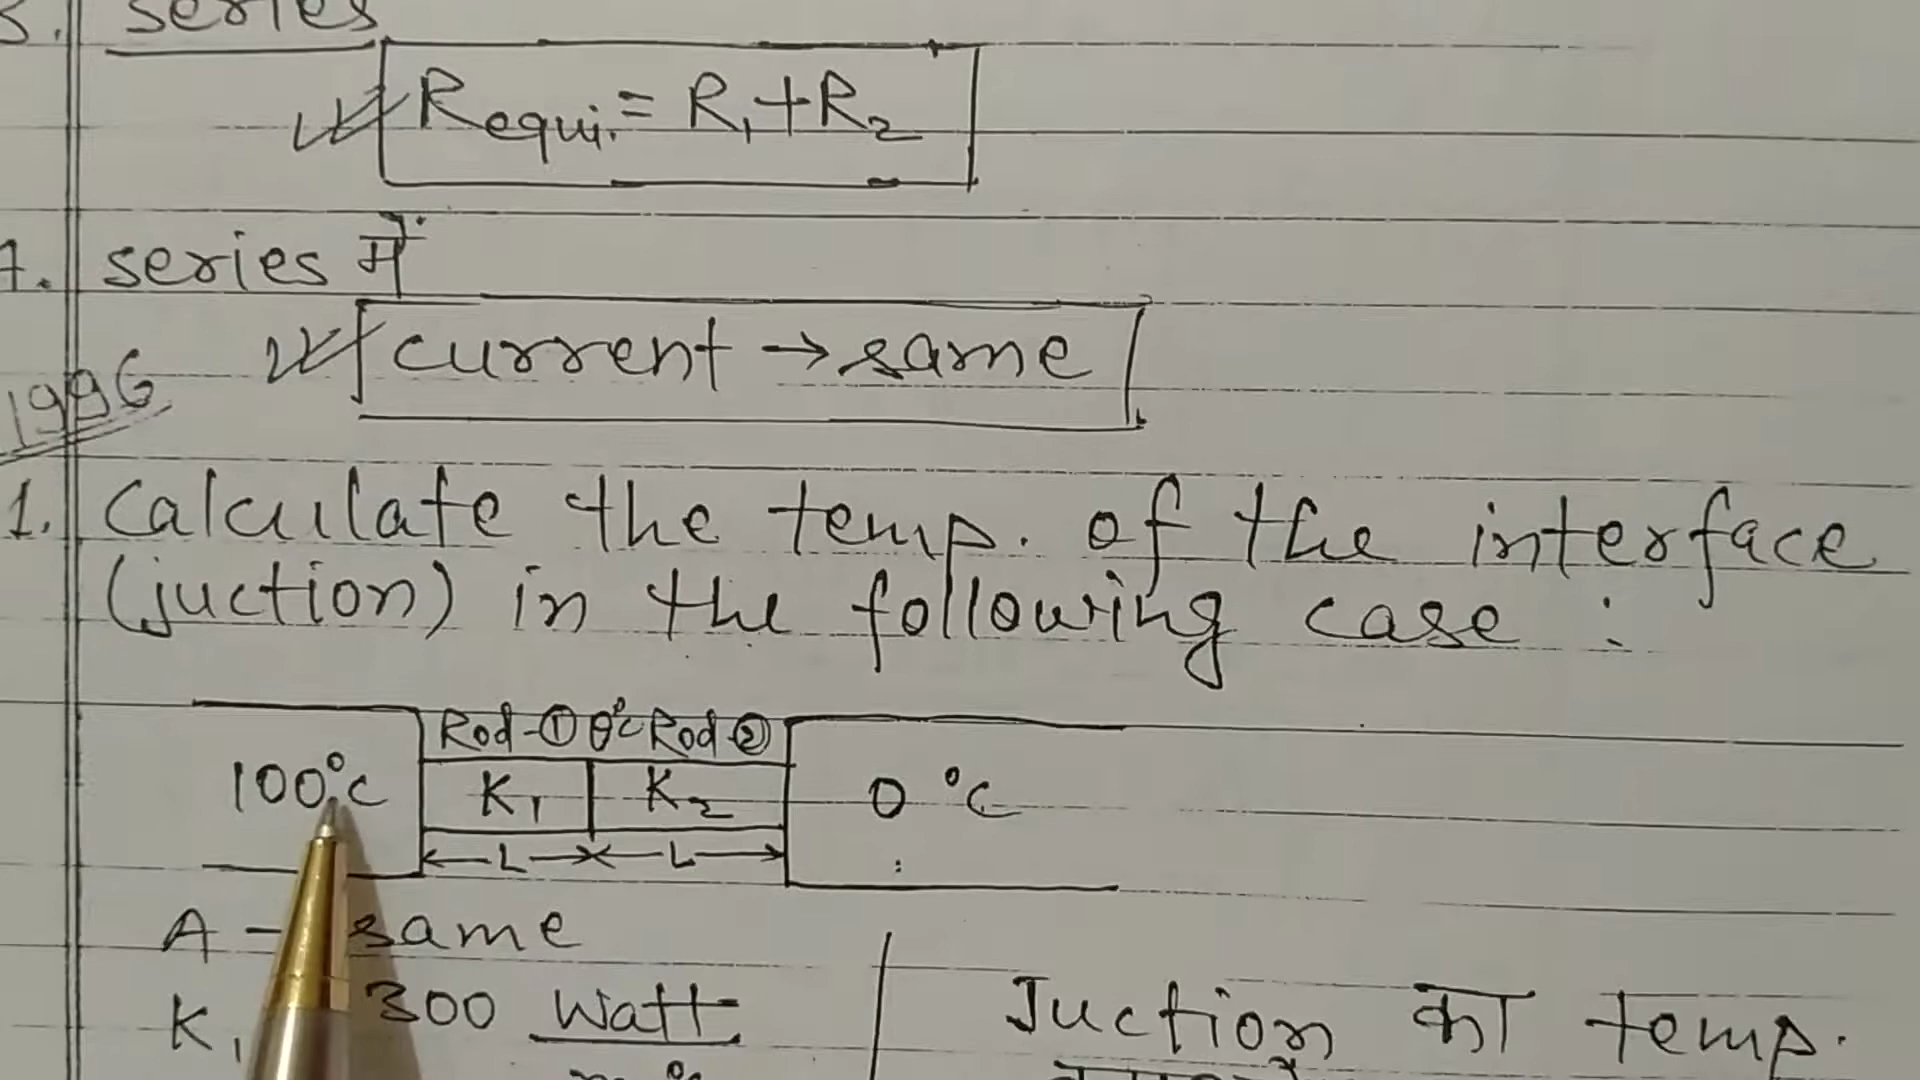 series
Requi. = R1+R2
7. series में
current → same
1996
1. Calculate the temp. of the interface
(juction) in the following case :
Rod-① θ°C Rod ②
100°C K1 K2 0 °C
L L
A - same
K1 300 Watt
Juction का temp.